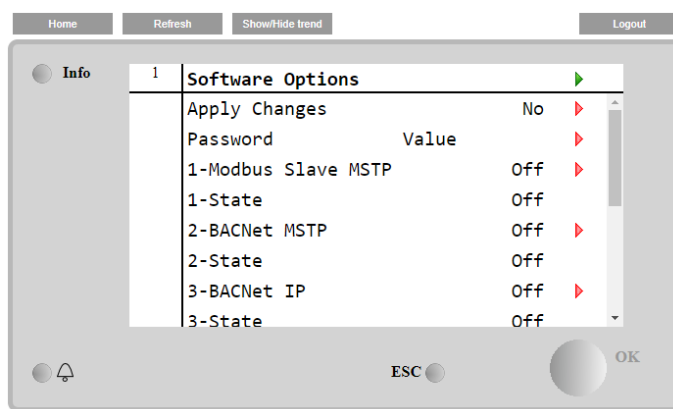 Home Refresh Show/Hide trend Logout
Info
1 Software Options
Apply Changes No
Password Value
1-Modbus Slave MSTP Off
1-State Off
2-BACNet MSTP Off
2-State Off
3-BACNet IP Off
3-State Off
ESC OK